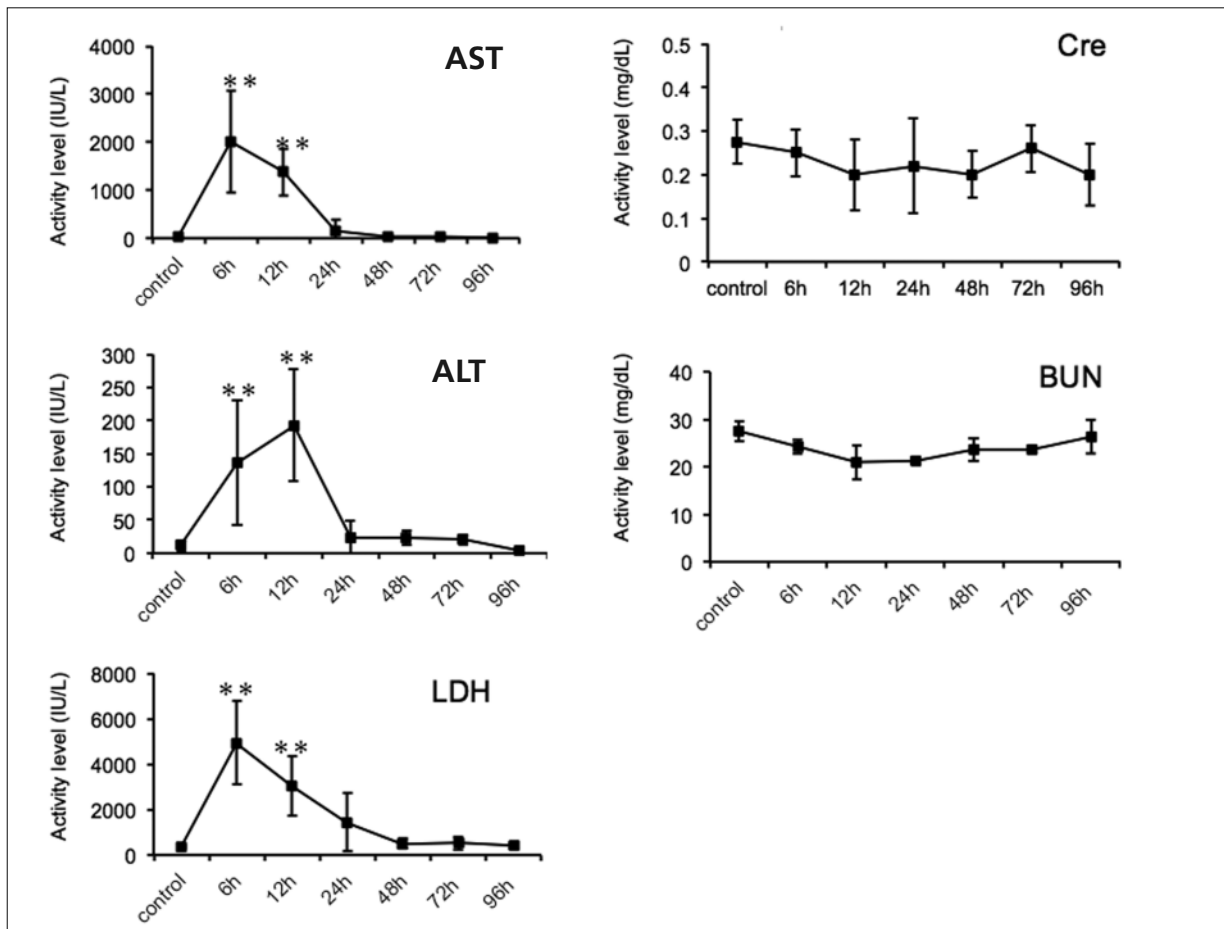 AST
Activity level (IU/L)
4000
3000
2000
1000
0
**
**
control
6h
12h
24h
48h
72h
96h
Cre
Activity level (mg/dL)
0.5
0.4
0.3
0.2
0.1
0
control 6h 12h 24h 48h 72h 96h
ALT
Activity level (IU/L)
300
250
200
150
100
50
0
**
**
control
6h
12h
24h
48h
72h
96h
BUN
Activity level (mg/dL)
40
30
20
10
0
control
6h
12h
24h
48h
72h
96h
LDH
Activity level (IU/L)
8000
6000
4000
2000
0
**
**
control
6h
12h
24h
48h
72h
96h